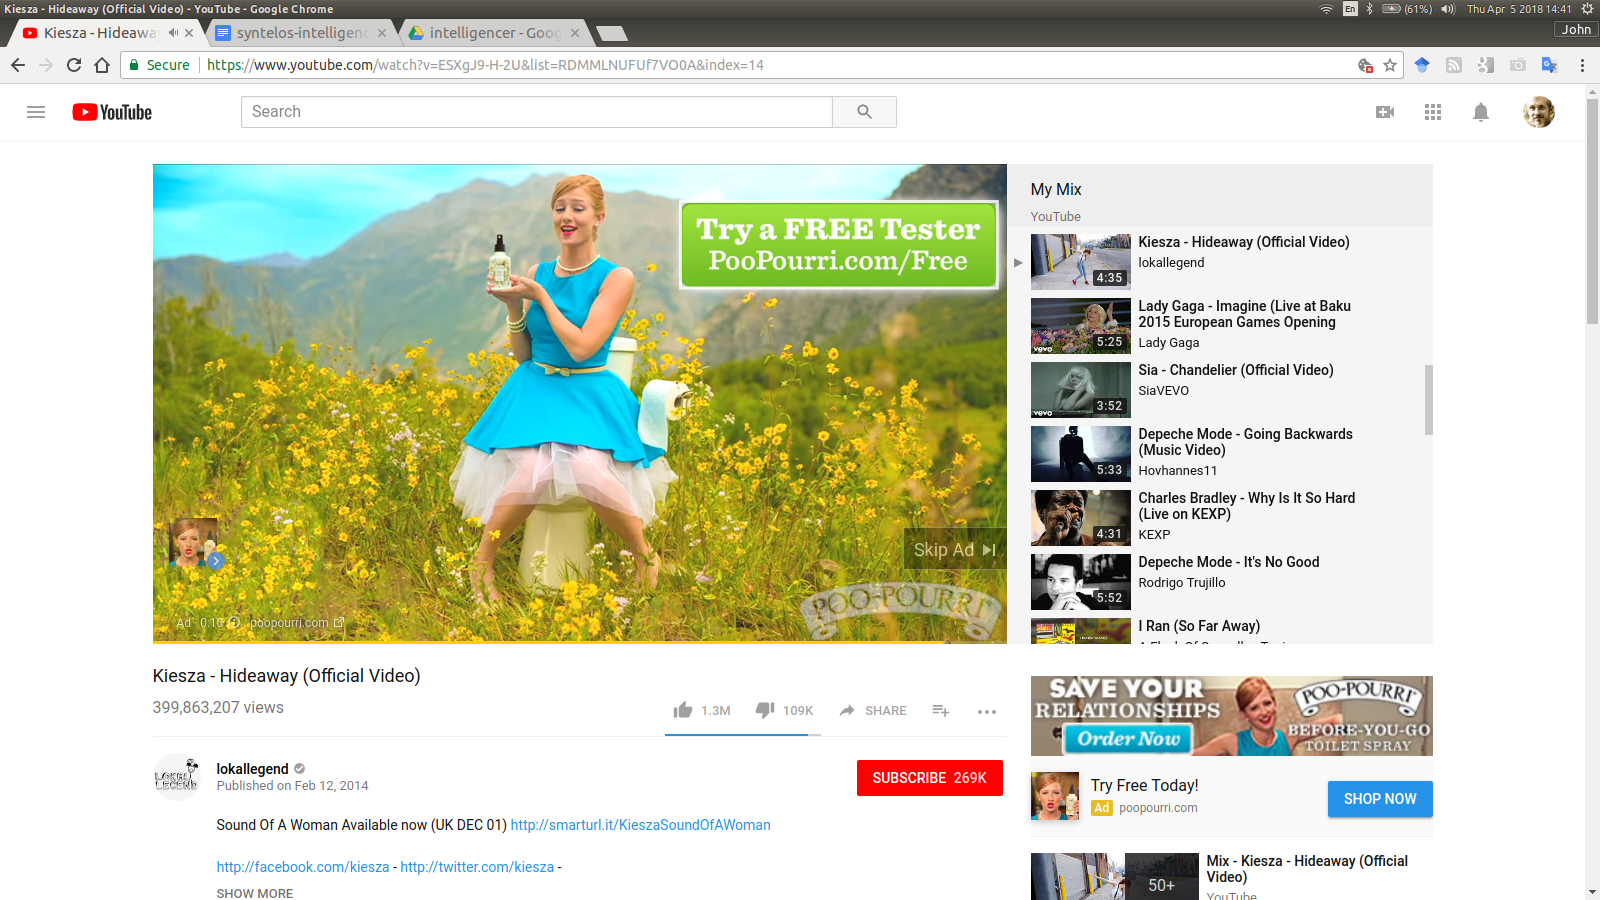 Kiesza - Hideaway (Official Video) - YouTube - Google Chrome
En
(61%)
Thu Apr 5 2018 14:41
Kiesza - Hideaway
syntelos-intelligenc
intelligencer - Goog
John
Secure
https://www.youtube.com/watch?v=ESXgJ9-H-2U&list=RDMMLNUFUf7VO0A&index=14
YouTube
Search
Try a FREE Tester
PooPourri.com/Free
Skip Ad
POO-POURRI
Ad · 0:10
poopourri.com
My Mix
YouTube
Kiesza - Hideaway (Official Video)
lokallegend
4:35
Lady Gaga - Imagine (Live at Baku
2015 European Games Opening
Lady Gaga
5:25
vevo
Sia - Chandelier (Official Video)
SiaVEVO
3:52
vevo
Depeche Mode - Going Backwards
(Music Video)
Hovhannes11
5:33
Charles Bradley - Why Is It So Hard
(Live on KEXP)
KEXP
4:31
Depeche Mode - It's No Good
Rodrigo Trujillo
5:52
I Ran (So Far Away)
Kiesza - Hideaway (Official Video)
399,863,207 views
1.3M
109K
SHARE
LOKAL
LEGEND
lokallegend
Published on Feb 12, 2014
SUBSCRIBE 269K
Sound Of A Woman Available now (UK DEC 01) http://smarturl.it/KieszaSoundOfAWoman
http://facebook.com/kiesza - http://twitter.com/kiesza -
SHOW MORE
SAVE YOUR
RELATIONSHIPS
Order Now
POO-POURRI
BEFORE-YOU-GO
TOILET SPRAY
Try Free Today!
Ad poopourri.com
SHOP NOW
50+
Mix - Kiesza - Hideaway (Official
Video)
YouTube